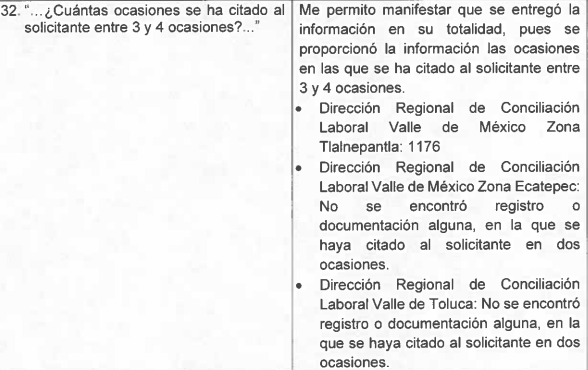 32. "...¿Cuántas ocasiones se ha citado al
solicitante entre 3 y 4 ocasiones?..."
Me permito manifestar que se entregó la
información en su totalidad, pues se
proporcionó la información las ocasiones
en las que se ha citado al solicitante entre
3 y 4 ocasiones.
• Dirección Regional de Conciliación
Laboral Valle de México Zona
Tlalnepantla: 1176
• Dirección Regional de Conciliación
Laboral Valle de México Zona Ecatepec:
No se encontró registro o
documentación alguna, en la que se
haya citado al solicitante en dos
ocasiones.
• Dirección Regional de Conciliación
Laboral Valle de Toluca: No se encontró
registro o documentación alguna, en la
que se haya citado al solicitante en dos
ocasiones.